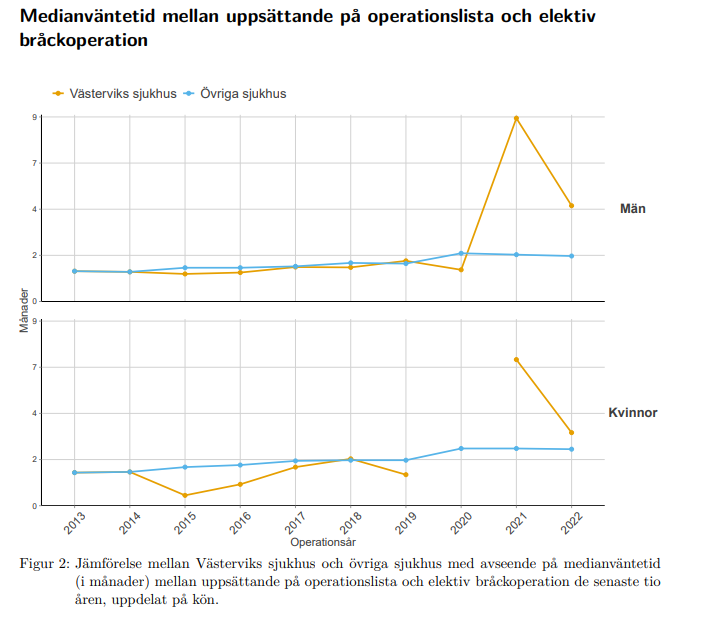 Medianväntetid mellan uppsättande på operationslista och elektiv
bråckoperation
Västerviks sjukhus Övriga sjukhus
9
7
4
2
0
Män
Månader
9
7
4
2
0
Kvinnor
2013 2014 2015 2016 2017 2018 2019 2020 2021 2022
Operationsår
Figur 2: Jämförelse mellan Västerviks sjukhus och övriga sjukhus med avseende på medianväntetid
(i månader) mellan uppsättande på operationslista och elektiv bråckoperation de senaste tio
åren, uppdelat på kön.